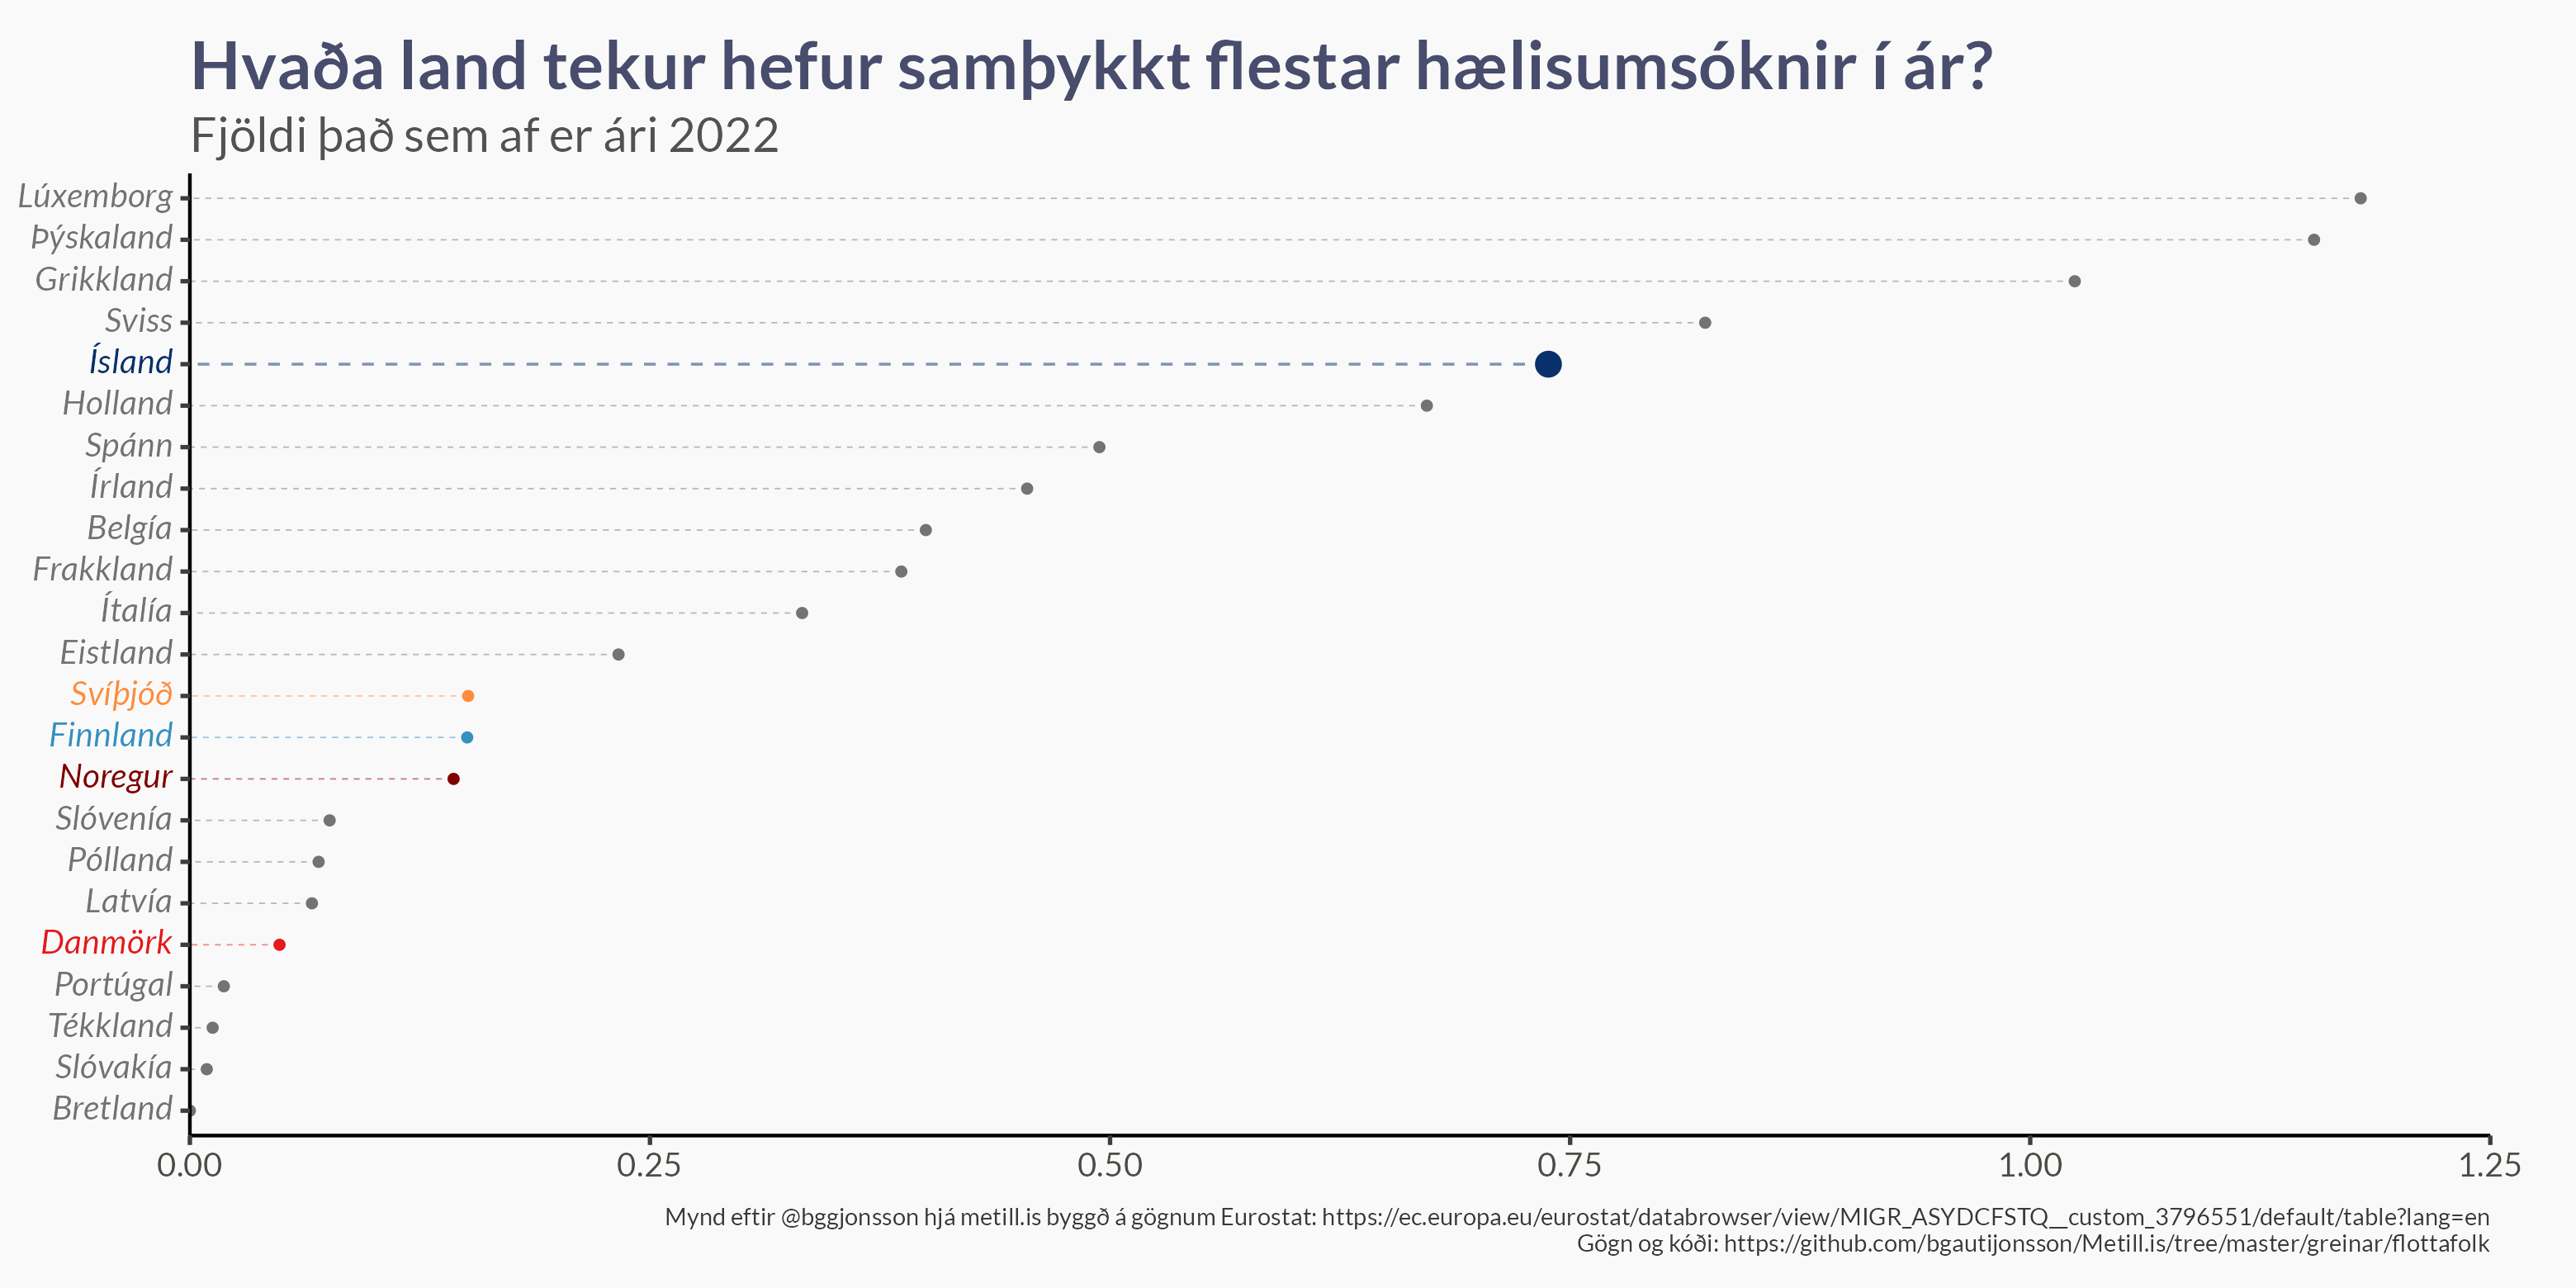 Hvaða land tekur hefur samþykkt flestar hælisumsóknir í ár?
Fjöldi það sem af er ári 2022
Lúxemborg
Þýskaland
Grikkland
Sviss
Ísland
Holland
Spánn
Írland
Belgía
Frakkland
Ítalía
Eistland
Svíþjóð
Finnland
Noregur
Slóvenía
Pólland
Latvía
Danmörk
Portúgal
Tékkland
Slóvakía
Bretland
0.00 0.25 0.50 0.75 1.00 1.25
Mynd eftir @bggjonsson hjá metill.is byggð á gögnum Eurostat: https://ec.europa.eu/eurostat/databrowser/view/MIGR_ASYDCFSTQ__custom_3796551/default/table?lang=en
Gögn og kóði: https://github.com/bgautijonsson/Metill.is/tree/master/greinar/flottafolk